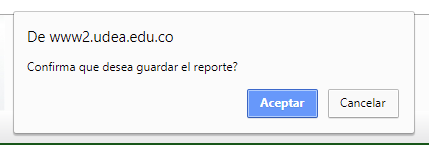 De www2.udea.edu.co
Confirma que desea guardar el reporte?
Aceptar Cancelar